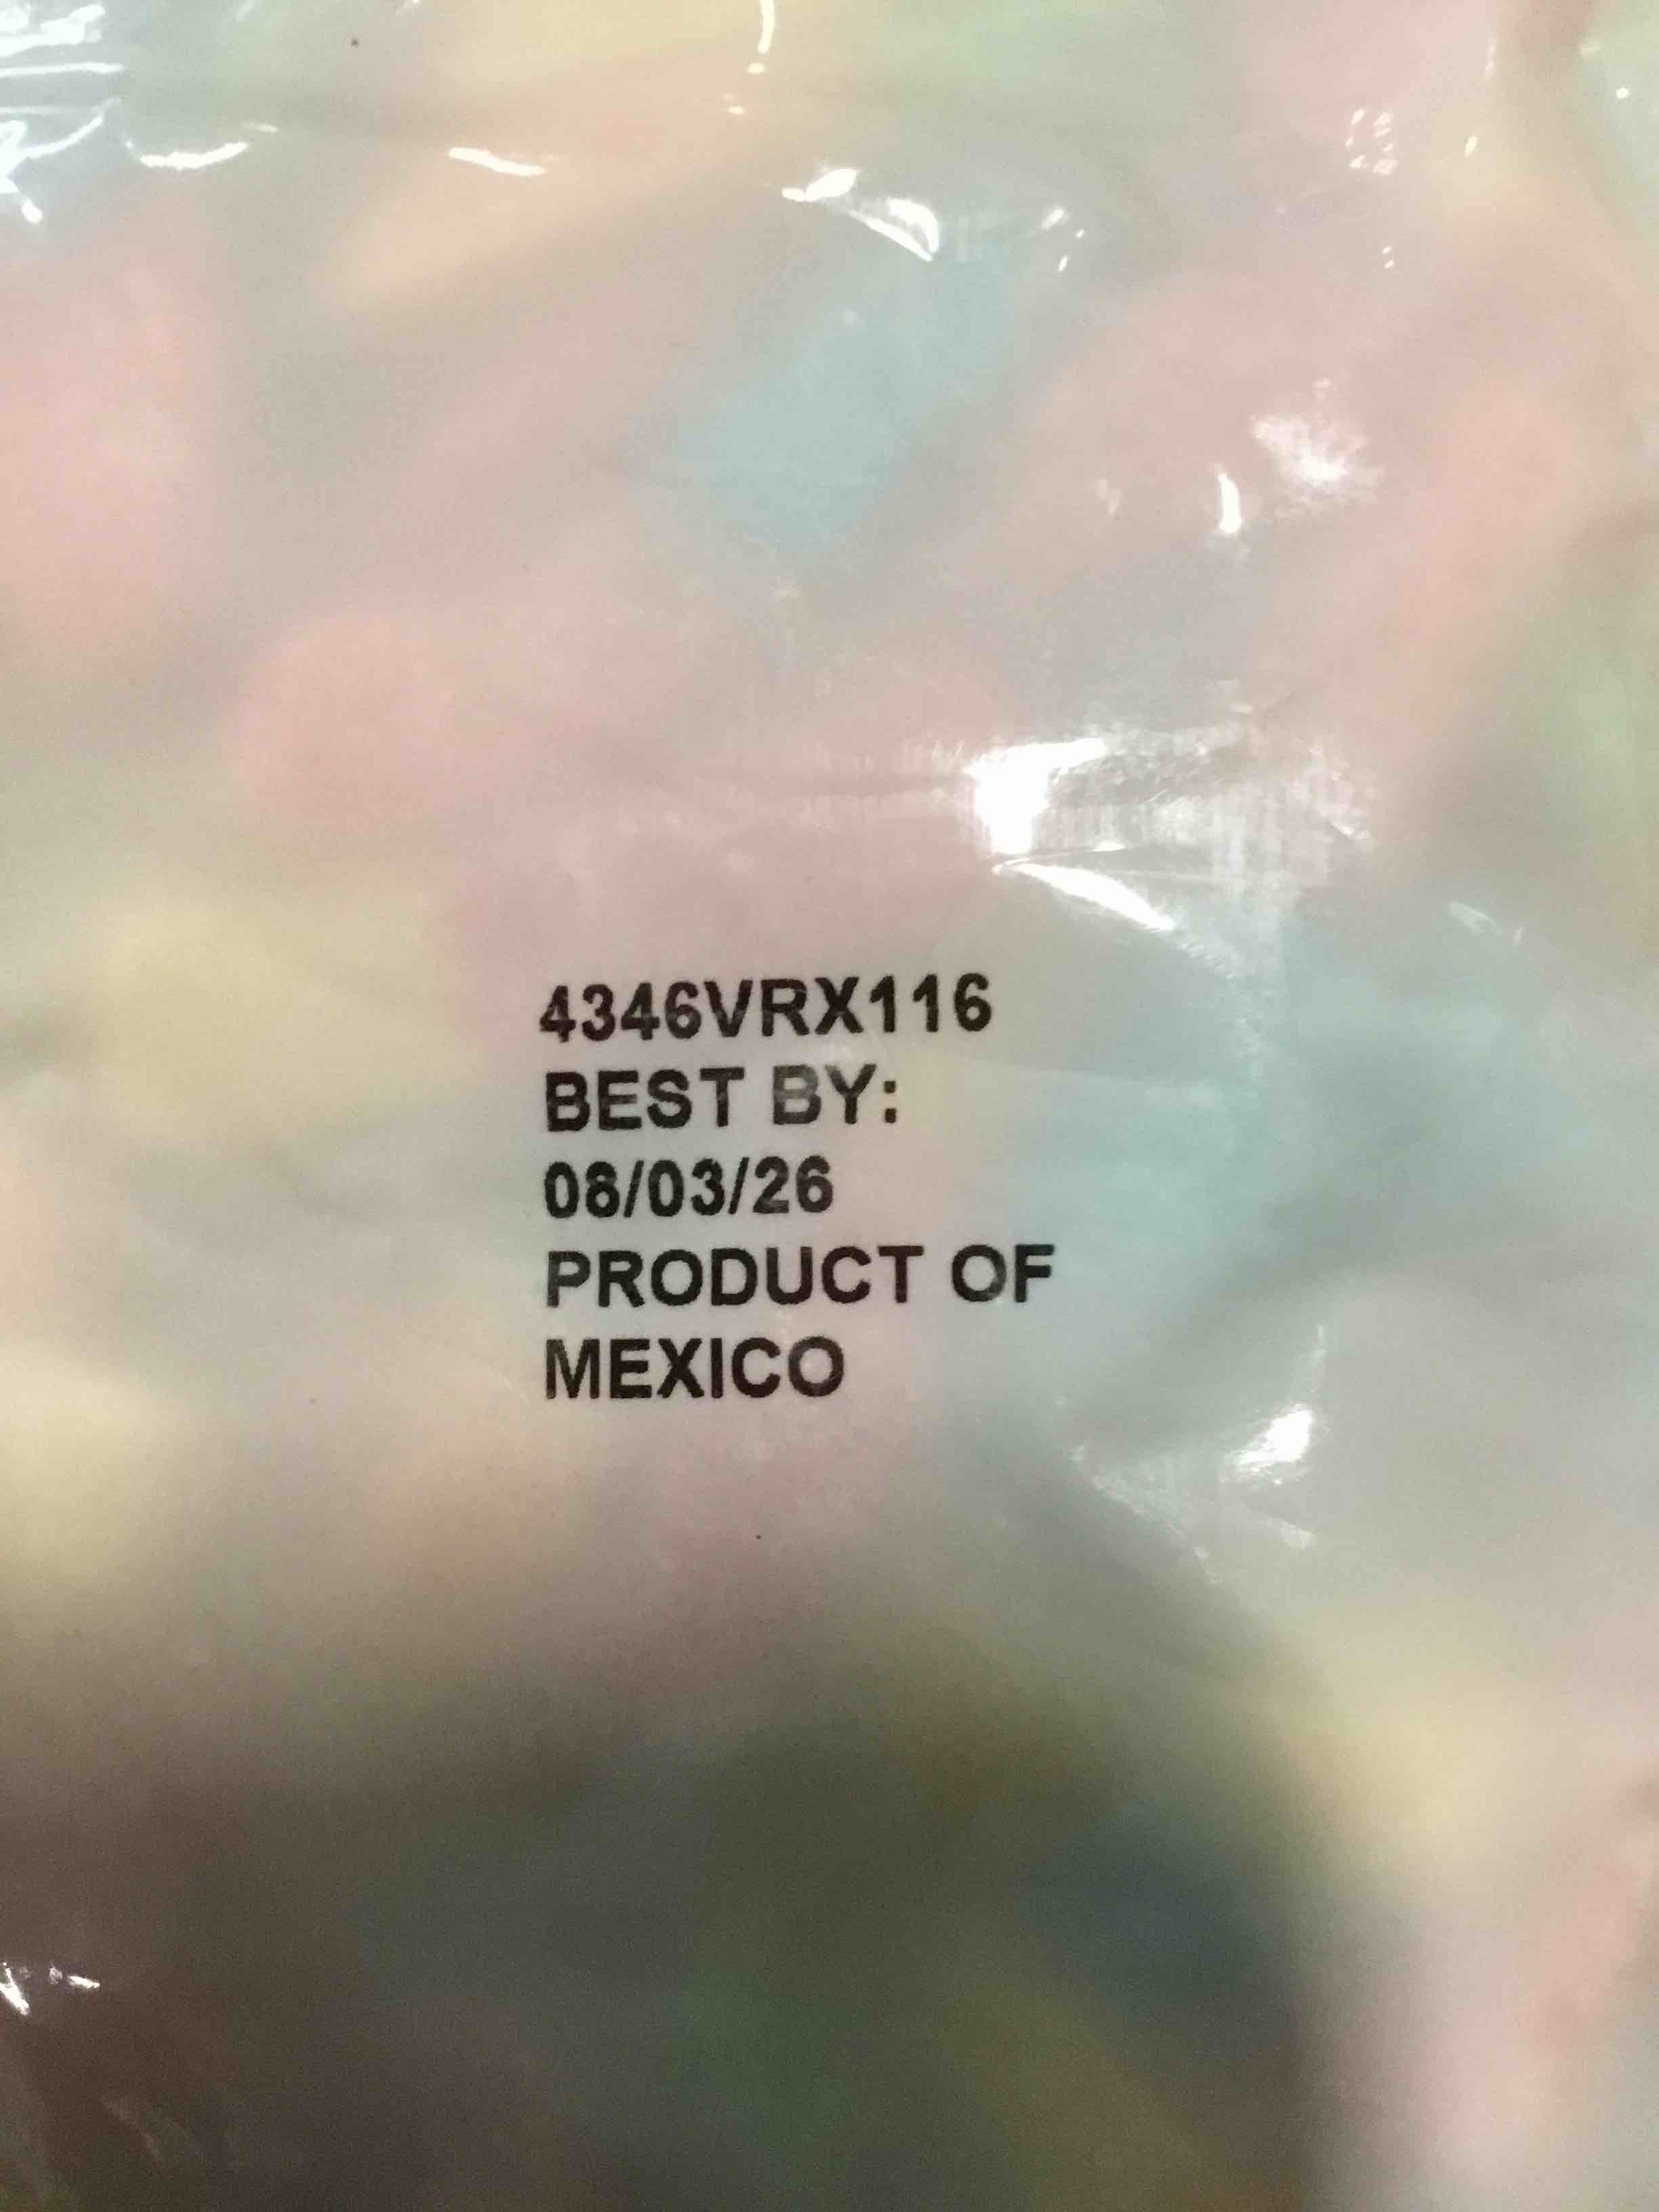 4346VRX116
BEST BY:
08/03/26
PRODUCT OF
MEXICO